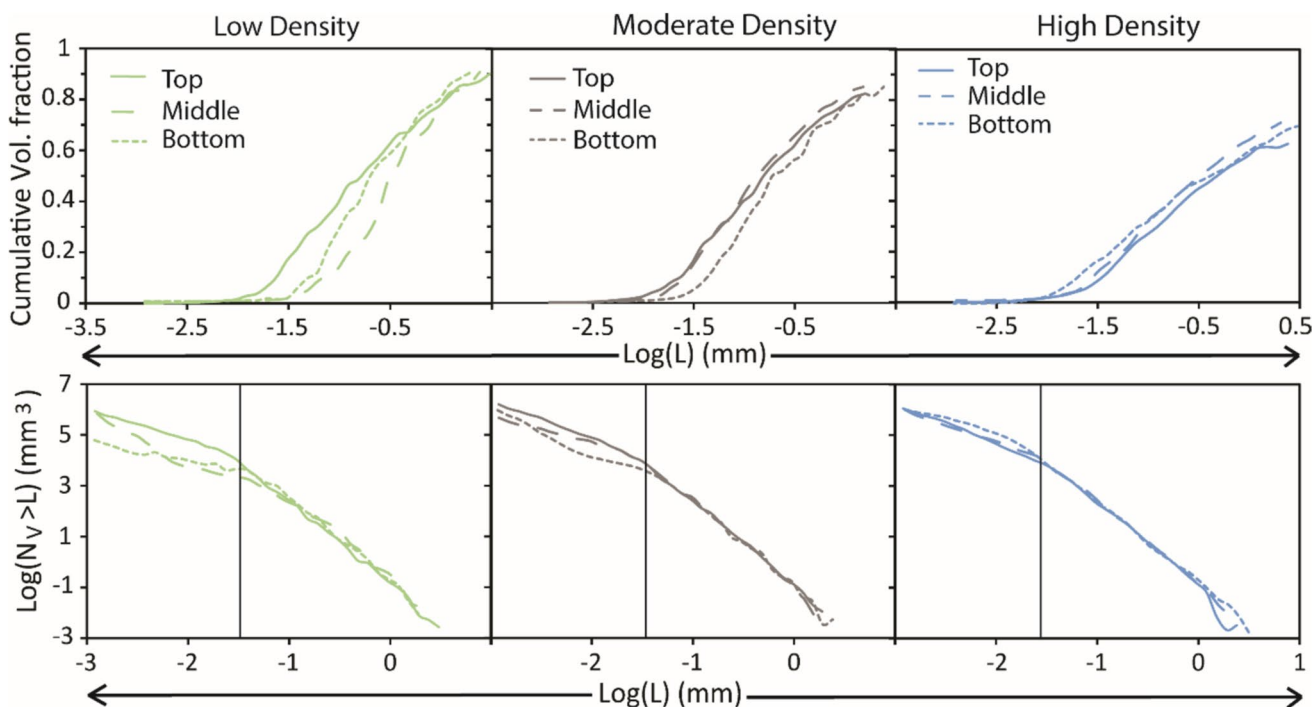 Low Density
Moderate Density
High Density
Cumulative Vol. fraction
1
0.8
0.6
0.4
0.2
0
Top
Middle
Bottom
Top
Middle
Bottom
Top
Middle
Bottom
-3.5 -2.5 -1.5 -0.5 -2.5 -1.5 -0.5 -2.5 -1.5 -0.5 0.5
Log(L) (mm)
Log(N_V >L) (mm³)
7
5
3
1
-1
-3
-3 -2 -1 0 -2 -1 0 -2 -1 0 1
Log(L) (mm)